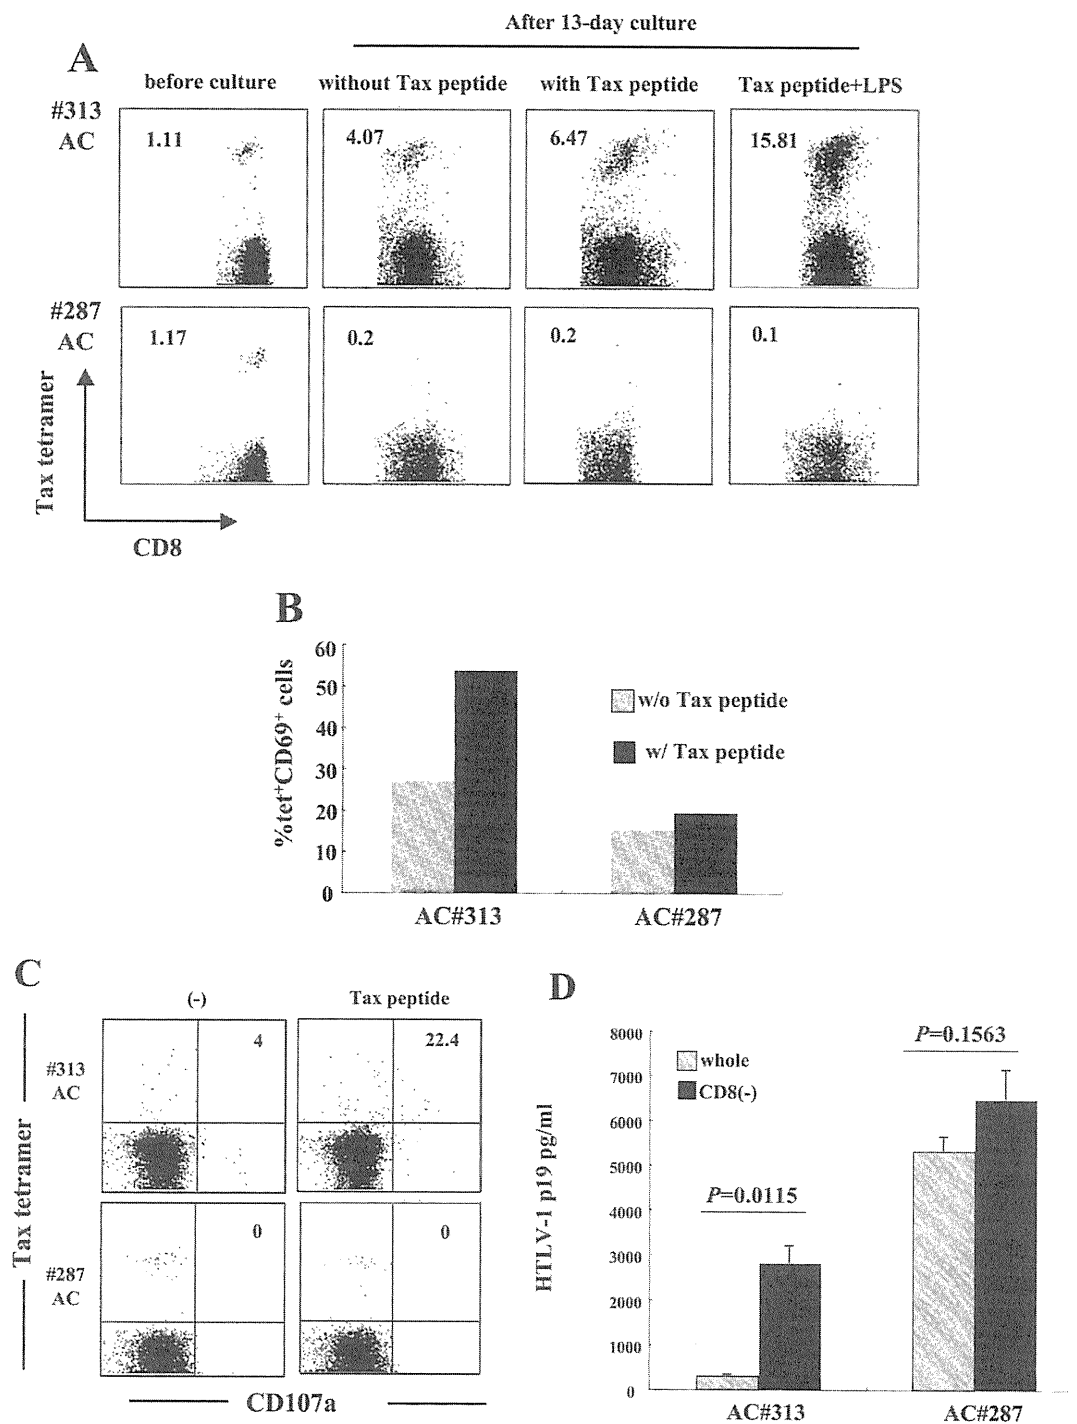 After 13-day culture
A
before culture
without Tax peptide
with Tax peptide
Tax peptide+LPS
#313
AC
1.11
4.07
6.47
15.81
#287
AC
1.17
0.2
0.2
0.1
Tax tetramer
CD8
B
60
50
40
30
20
10
0
%tet+CD69+ cells
w/o Tax peptide
w/ Tax peptide
AC#313
AC#287
C
(-)
Tax peptide
#313
AC
4
22.4
#287
AC
0
0
Tax tetramer
CD107a
D
8000
7000
6000
5000
4000
3000
2000
1000
0
HTLV-1 p19 pg/ml
whole
CD8(-)
P=0.0115
P=0.1563
AC#313
AC#287